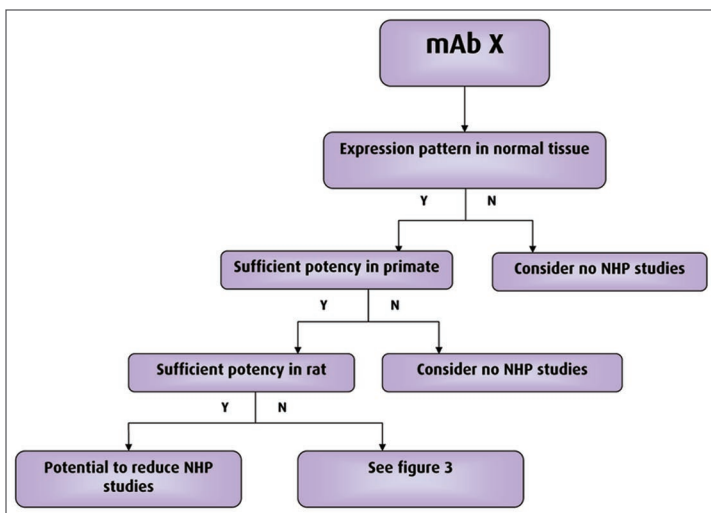 mAb X
Expression pattern in normal tissue
Y N
Sufficient potency in primate
Consider no NHP studies
Y N
Sufficient potency in rat
Consider no NHP studies
Y N
Potential to reduce NHP
studies
See figure 3